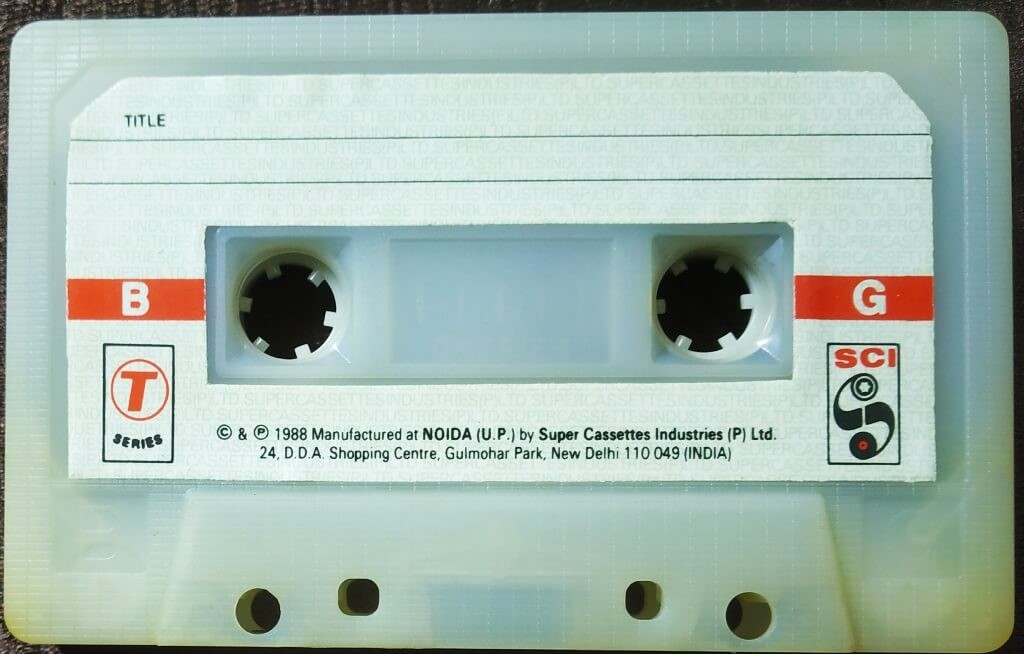 TITLE
B
G
T
SERIES
SCI
© & ℗ 1988 Manufactured at NOIDA (U.P.) by Super Cassettes Industries (P) Ltd.
24, D.D.A. Shopping Centre, Gulmohar Park, New Delhi 110 049 (INDIA)